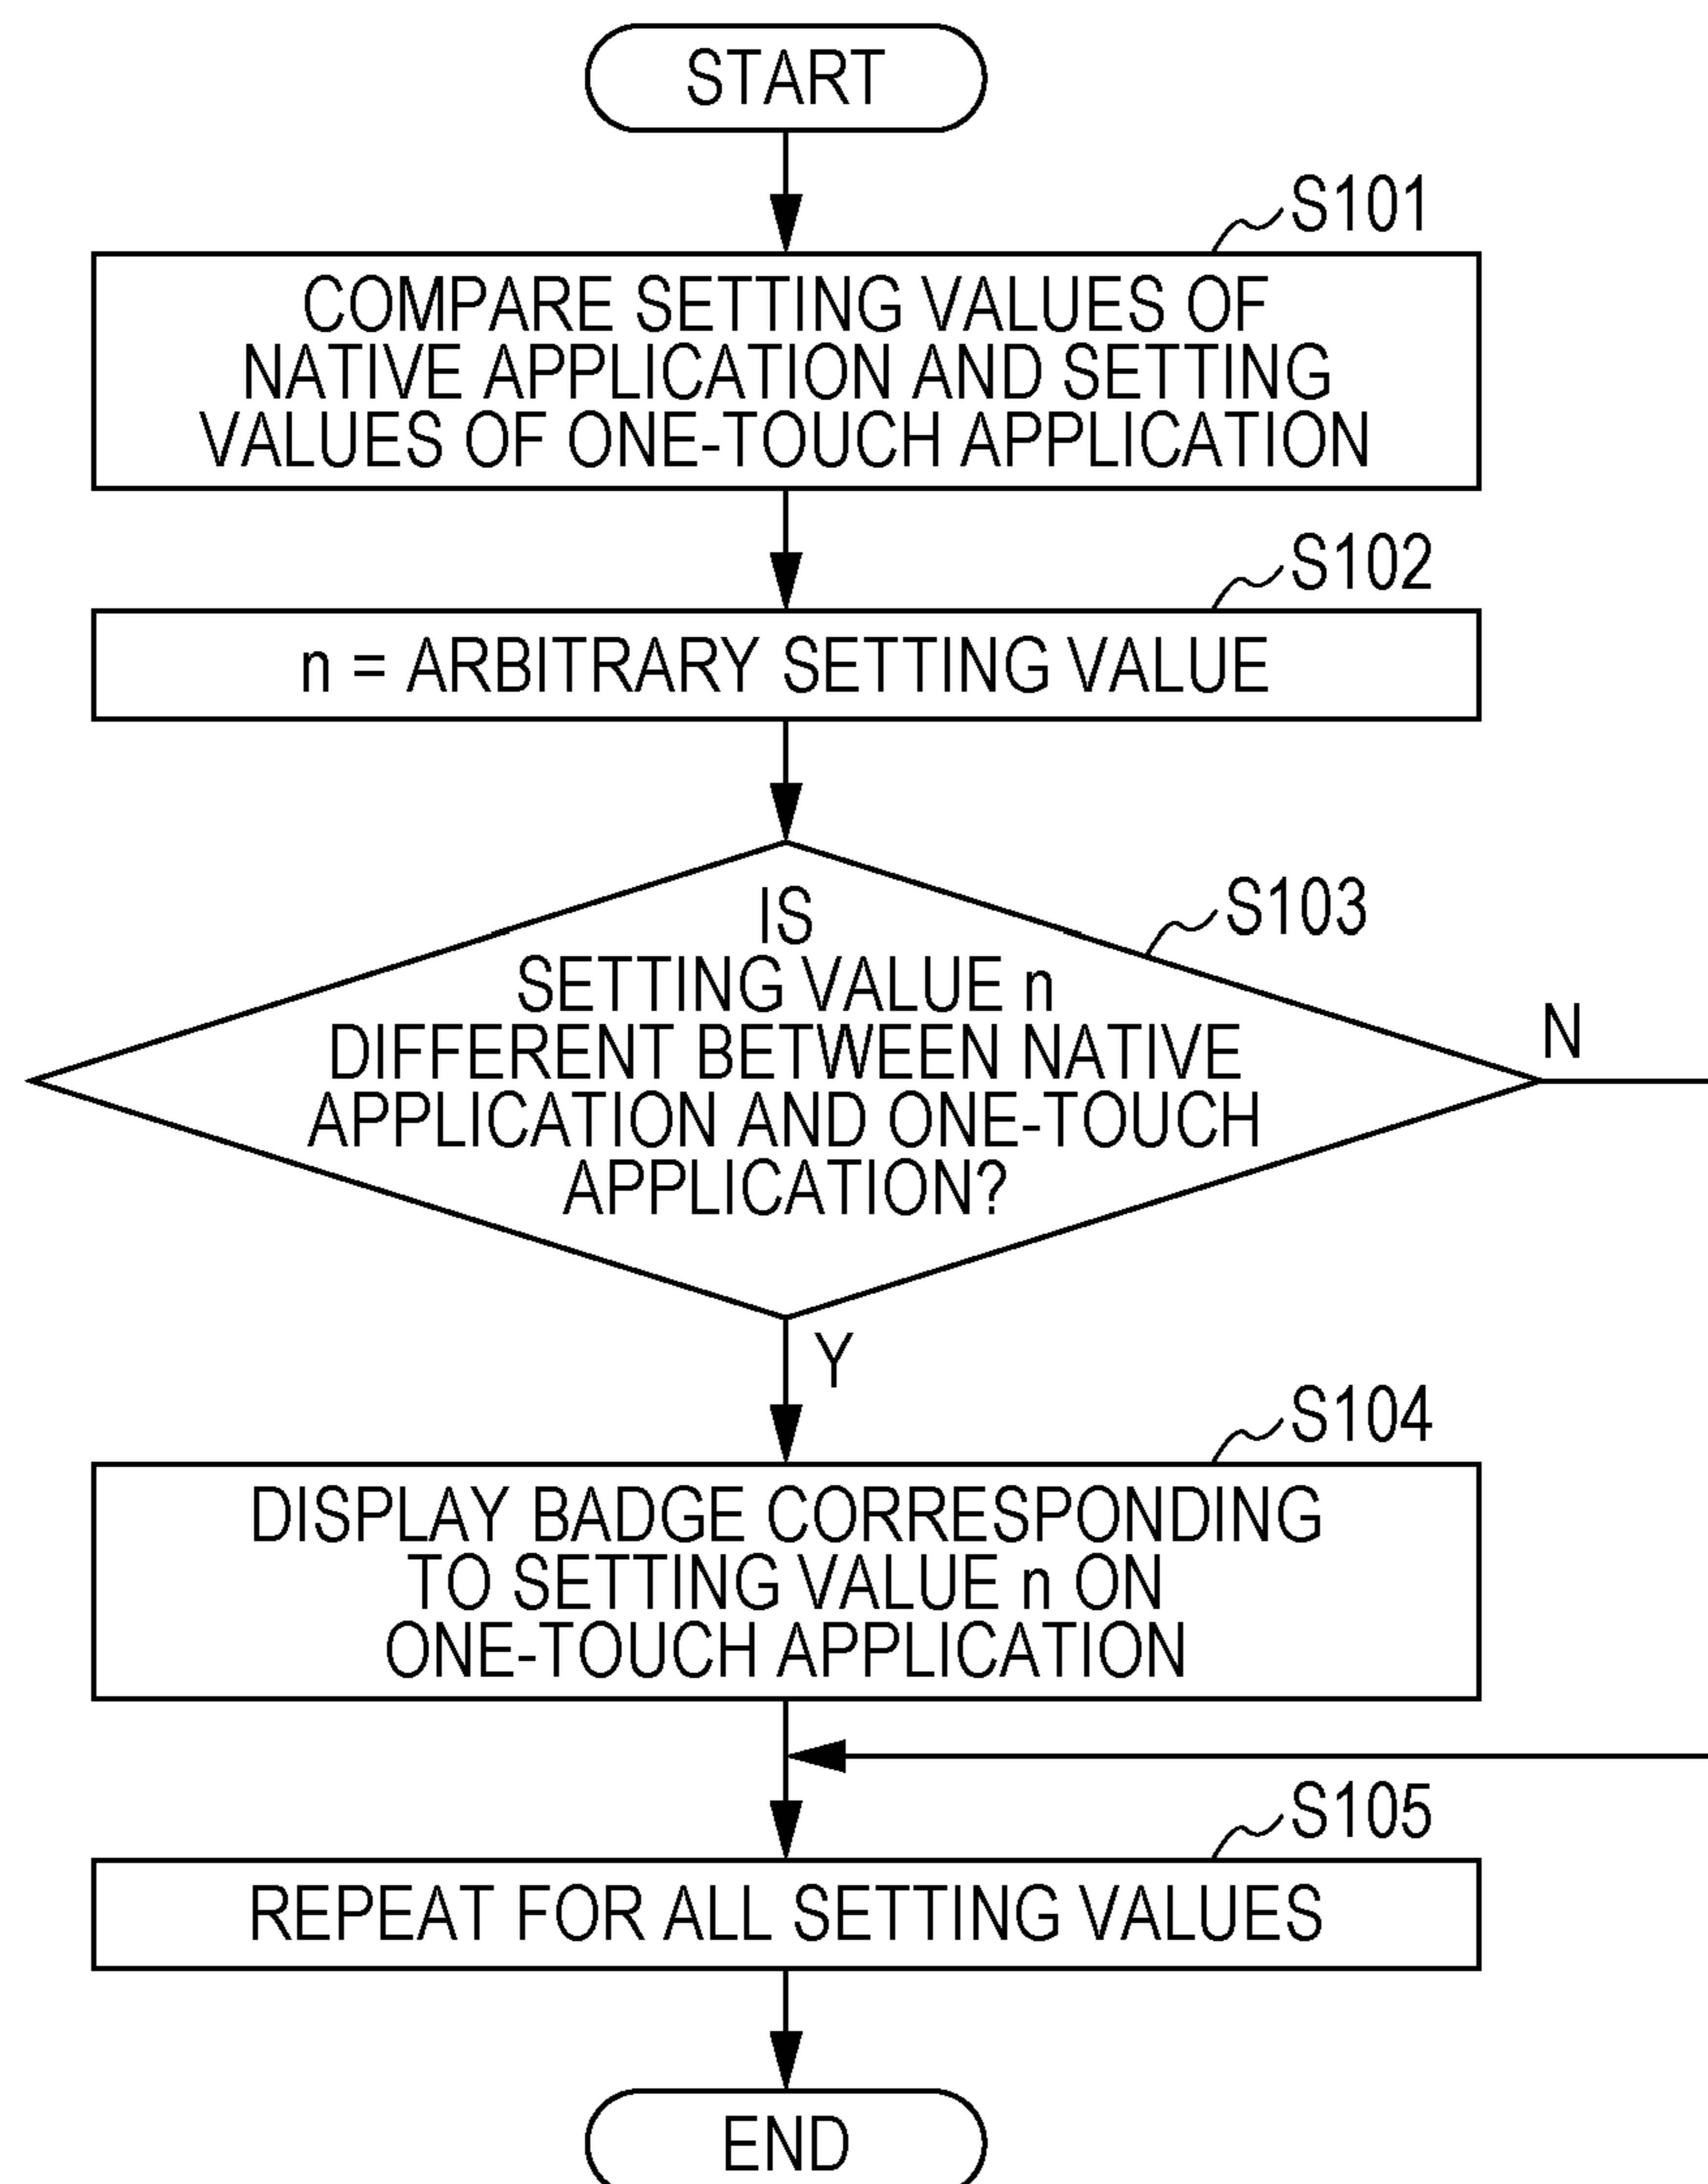 START
S101
COMPARE SETTING VALUES OF
NATIVE APPLICATION AND SETTING
VALUES OF ONE-TOUCH APPLICATION
S102
n = ARBITRARY SETTING VALUE
S103
IS
SETTING VALUE n
DIFFERENT BETWEEN NATIVE
APPLICATION AND ONE-TOUCH
APPLICATION?
N
Y
S104
DISPLAY BADGE CORRESPONDING
TO SETTING VALUE n ON
ONE-TOUCH APPLICATION
S105
REPEAT FOR ALL SETTING VALUES
END